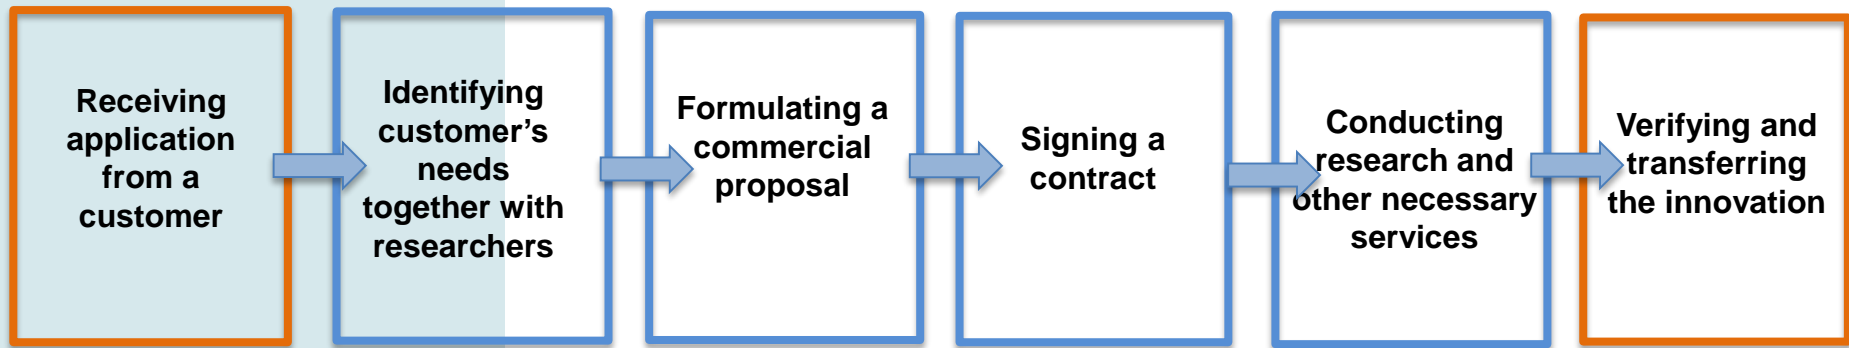 Receiving
application
from a
customer
Identifying
customer’s
needs
together with
researchers
Formulating a
commercial
proposal
Signing a
contract
Conducting
research and
other necessary
services
Verifying and
transferring
the innovation